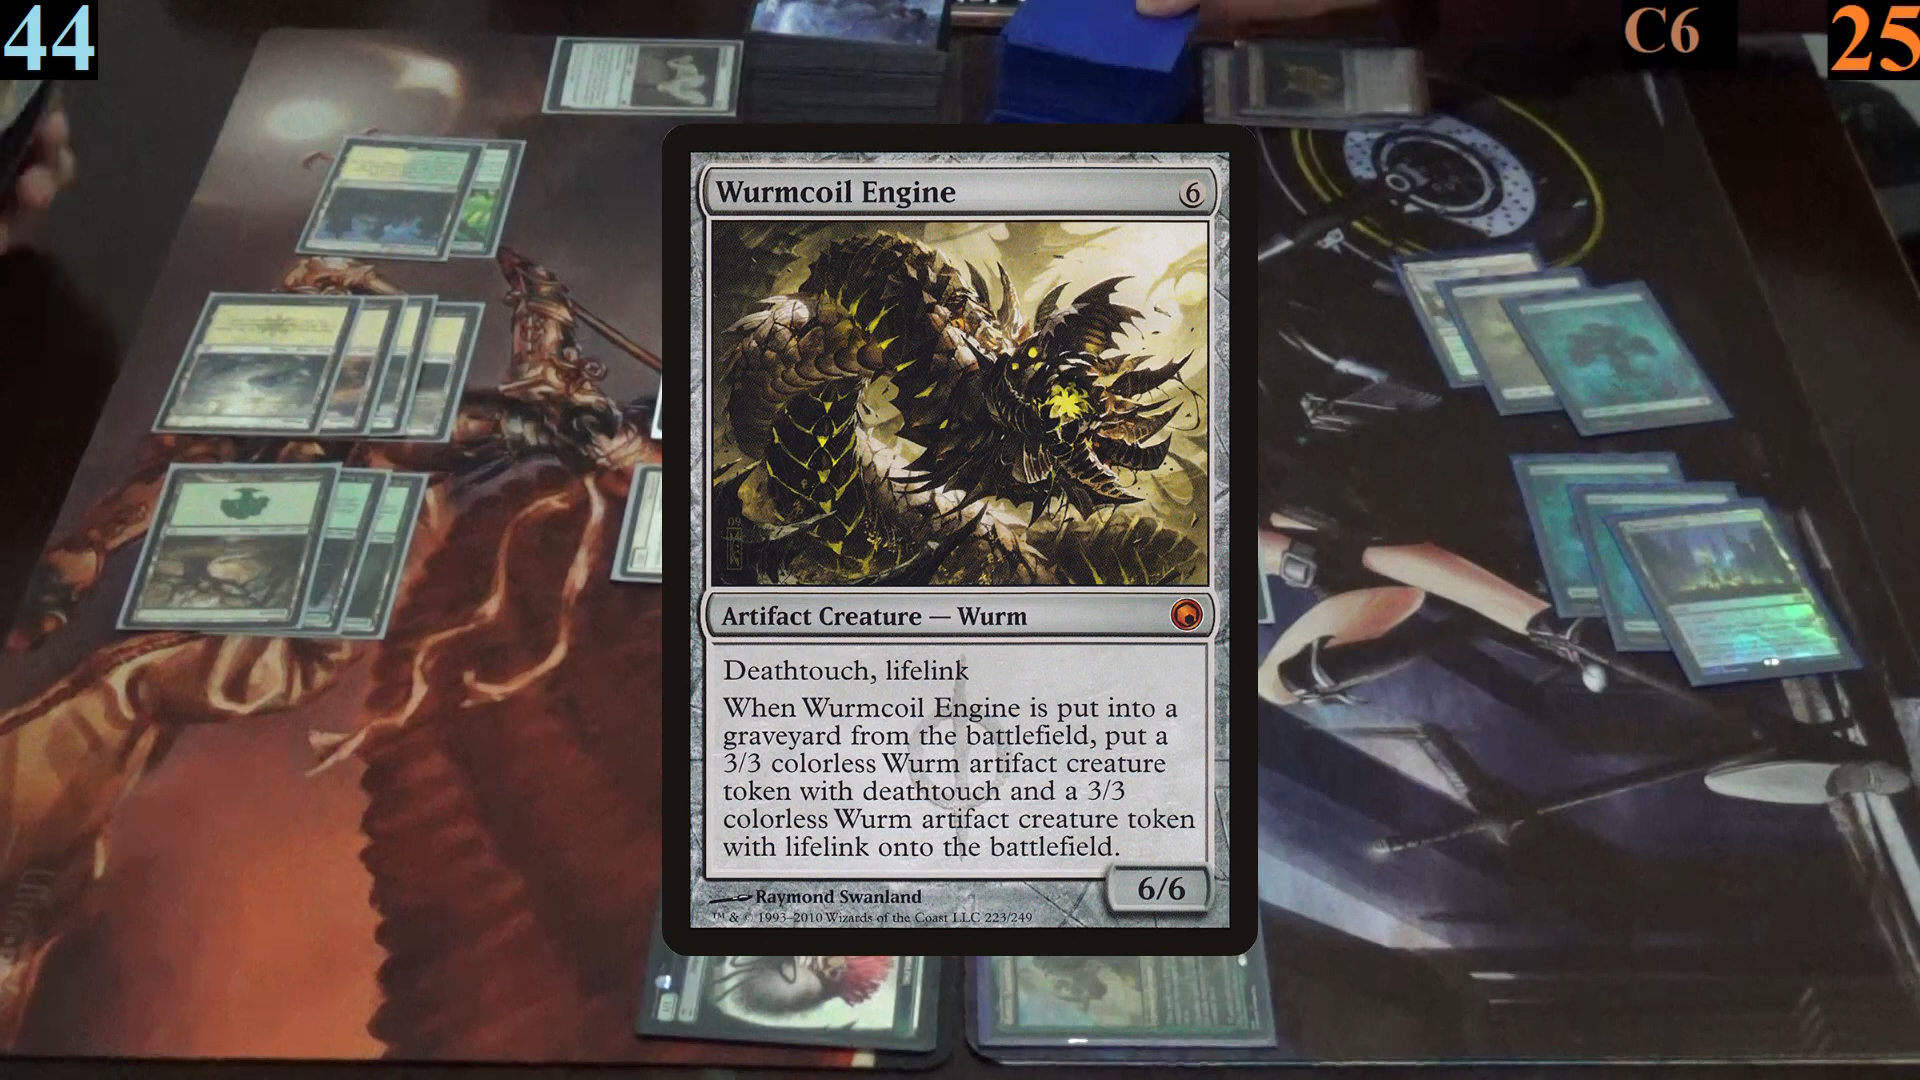 44
C6
25
Wurmcoil Engine
6
Artifact Creature — Wurm
Deathtouch, lifelink
When Wurmcoil Engine is put into a
graveyard from the battlefield, put a
3/3 colorless Wurm artifact creature
token with deathtouch and a 3/3
colorless Wurm artifact creature token
with lifelink onto the battlefield.
6/6
Raymond Swanland
™ & © 1993–2010 Wizards of the Coast LLC 223/249